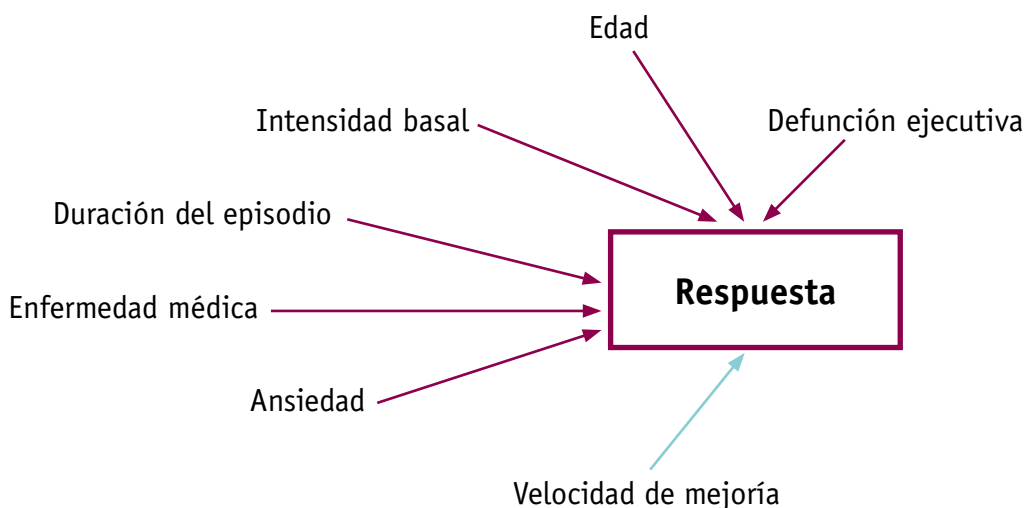 Edad
Intensidad basal
Defunción ejecutiva
Duración del episodio
Respuesta
Enfermedad médica
Ansiedad
Velocidad de mejoría